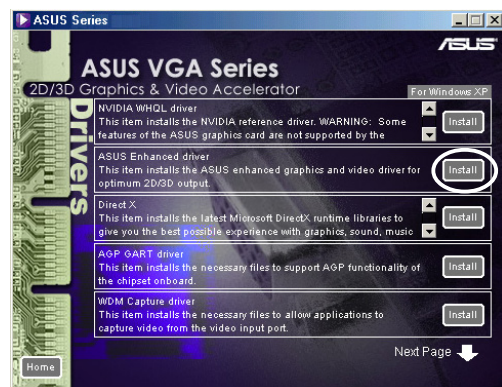 ASUS Series
ASUS
ASUS VGA Series
2D/3D Graphics & Video Accelerator
For Windows XP
Drivers
NVIDIA WHQL driver
This item installs the NVIDIA reference driver. WARNING: Some
features of the ASUS graphics card are not supported by the
Install
ASUS Enhanced driver
This item installs the ASUS enhanced graphics and video driver for
optimum 2D/3D output.
Install
Direct X
This item installs the latest Microsoft DirectX runtime libraries to
give you the best possible experience with graphics, sound, music
Install
AGP GART driver
This item installs the necessary files to support AGP functionality of
the chipset onboard.
Install
WDM Capture driver
This item installs the necessary files to allow applications to
capture video from the video input port.
Install
Next Page
Home